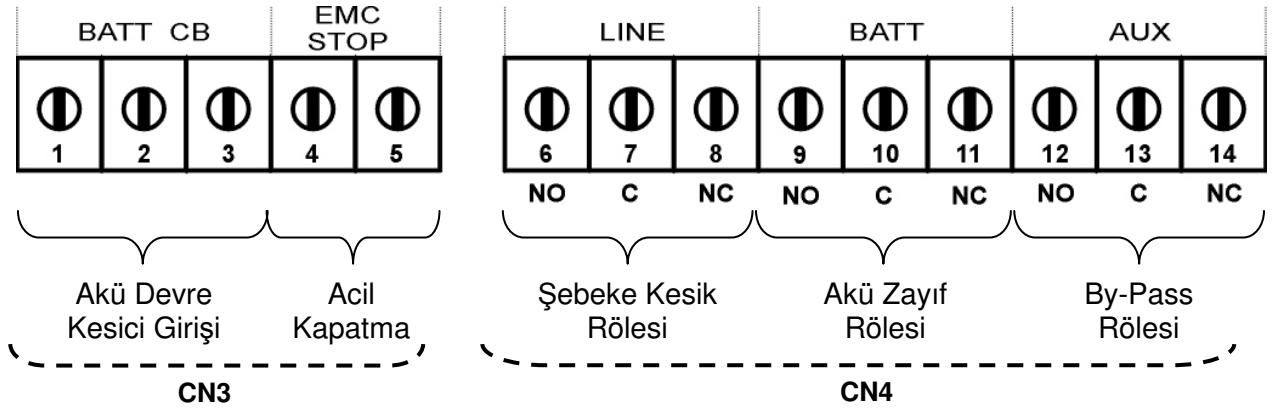 BATT CB
EMC
STOP
LINE
BATT
AUX
1 2 3 4 5 6 7 8 9 10 11 12 13 14
NO C NC NO C NC NO C NC
Akü Devre
Kesici Girişi
Acil
Kapatma
Şebeke Kesik
Rölesi
Akü Zayıf
Rölesi
By-Pass
Rölesi
CN3
CN4